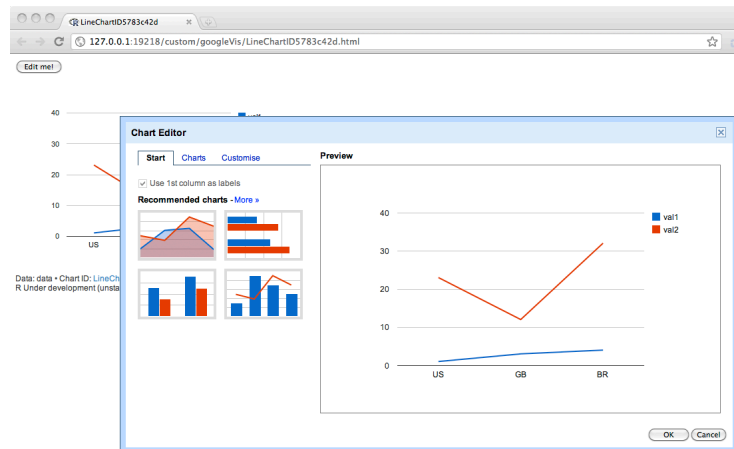 LineChartID5783c42d
127.0.0.1:19218/custom/googleVis/LineChartID5783c42d.html
Edit me!
40
30
20
10
0
US
Data: data • Chart ID: LineCh
R Under development (unsta
Chart Editor
Start Charts Customise
Use 1st column as labels
Recommended charts - More »
Preview
40
30
20
10
0
US GB BR
val1
val2
OK Cancel